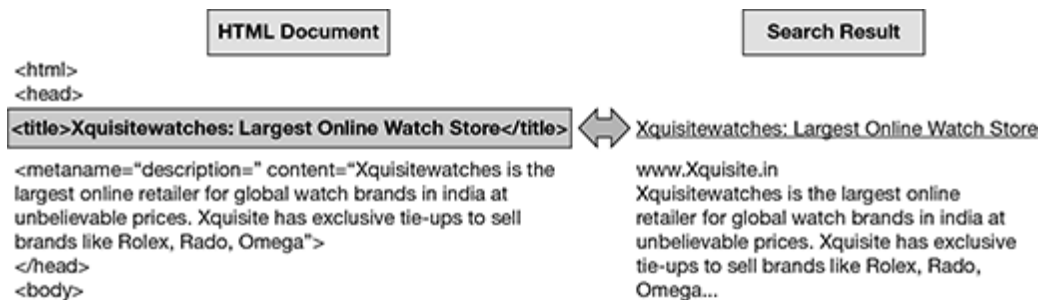 HTML Document
<html>
<head>
<title>Xquisitewatches: Largest Online Watch Store</title>
<metaname=“description=” content=“Xquisitewatches is the
largest online retailer for global watch brands in india at
unbelievable prices. Xquisite has exclusive tie-ups to sell
brands like Rolex, Rado, Omega”>
</head>
<body>
Search Result
Xquisitewatches: Largest Online Watch Store
www.Xquisite.in
Xquisitewatches is the largest online
retailer for global watch brands in india at
unbelievable prices. Xquisite has exclusive
tie-ups to sell brands like Rolex, Rado,
Omega...